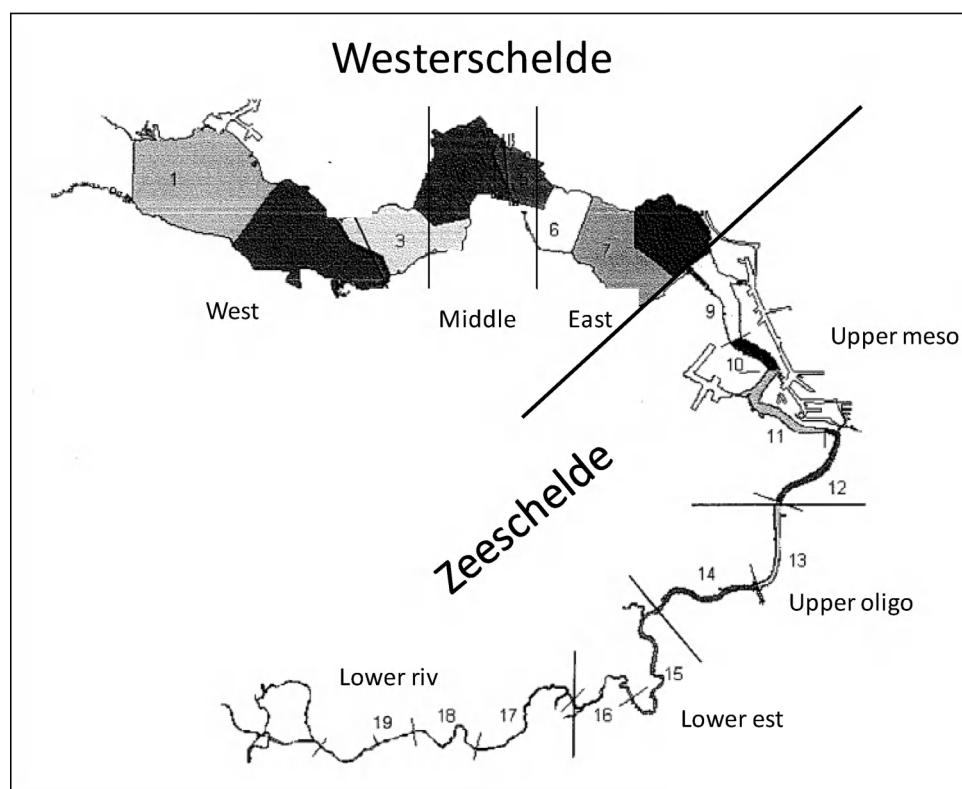 Westerschelde
1
3
6
7
West
Middle
East
9
Upper meso
10
11
12
Zeeschelde
13
14
Upper oligo
15
Lower riv
16
17
18
19
Lower est